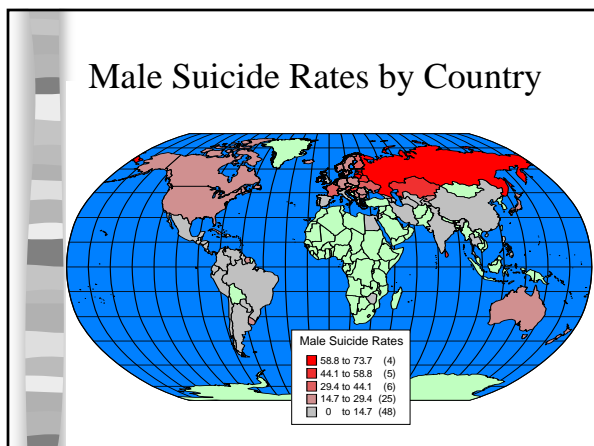 Male Suicide Rates by Country
Male Suicide Rates
58.8 to 73.7 (4)
44.1 to 58.8 (5)
29.4 to 44.1 (6)
14.7 to 29.4 (25)
0 to 14.7 (48)